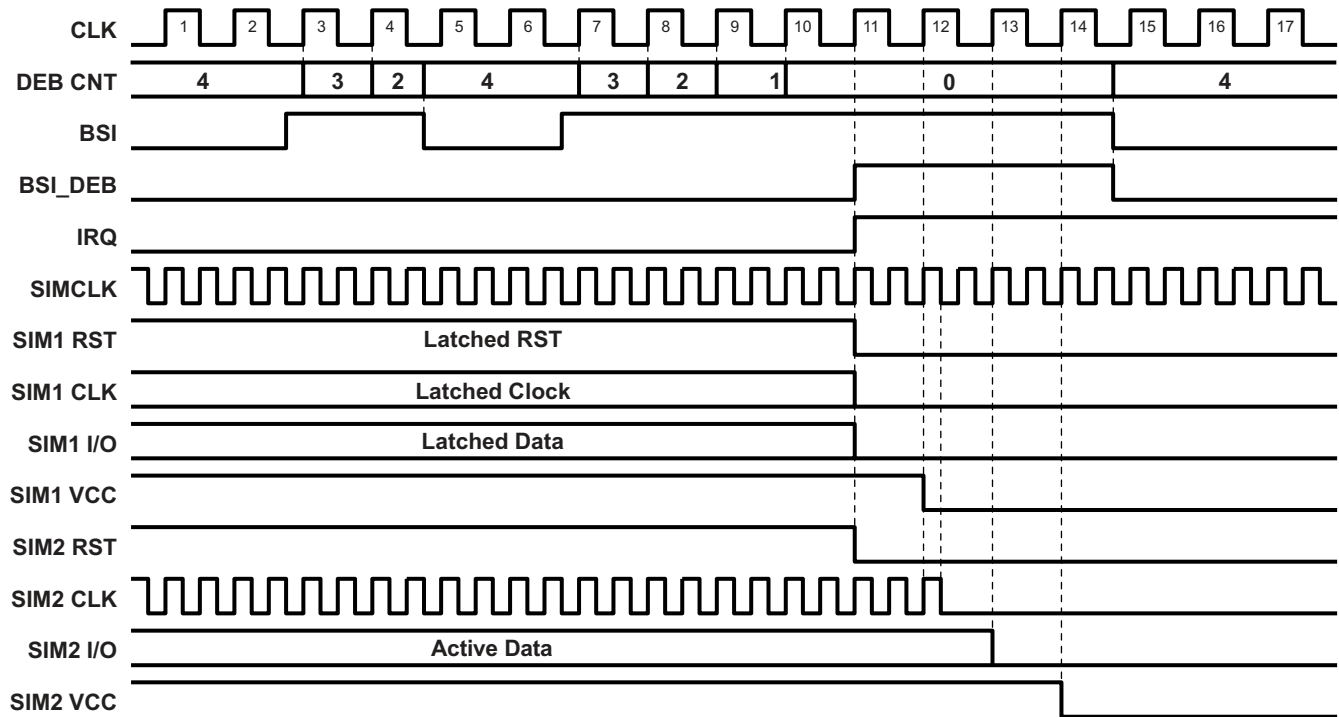 CLK 1 2 3 4 5 6 7 8 9 10 11 12 13 14 15 16 17
DEB CNT 4 3 2 4 3 2 1 0 4
BSI
BSI_DEB
IRQ
SIMCLK
SIM1 RST Latched RST
SIM1 CLK Latched Clock
SIM1 I/O Latched Data
SIM1 VCC
SIM2 RST
SIM2 CLK
SIM2 I/O Active Data
SIM2 VCC